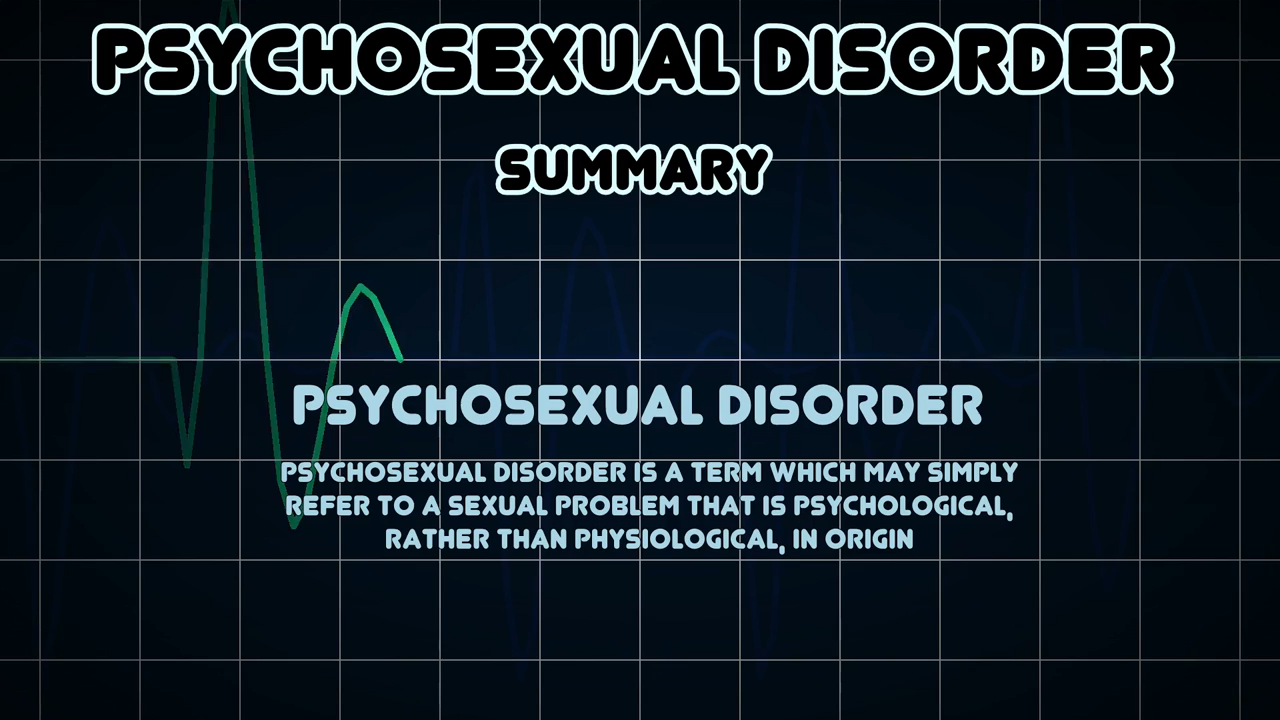 PSYCHOSEXUAL DISORDER
SUMMARY
PSYCHOSEXUAL DISORDER
PSYCHOSEXUAL DISORDER IS A TERM WHICH MAY SIMPLY
REFER TO A SEXUAL PROBLEM THAT IS PSYCHOLOGICAL,
RATHER THAN PHYSIOLOGICAL, IN ORIGIN